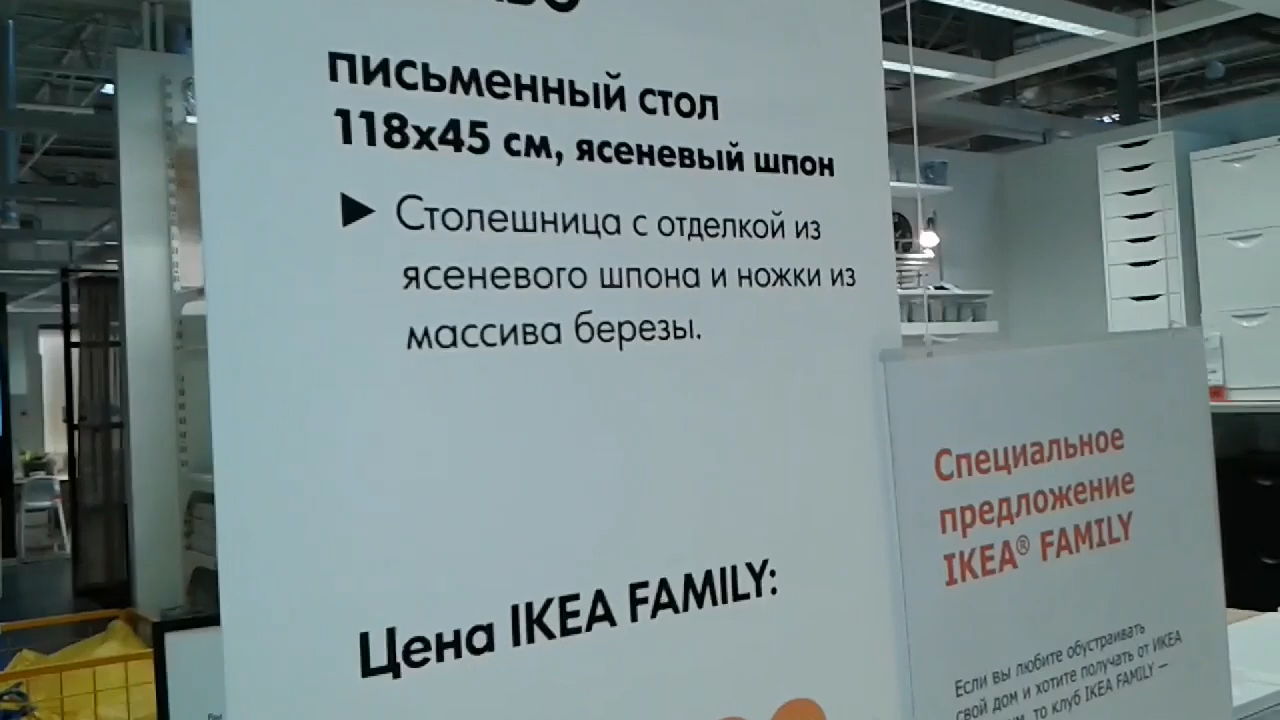 письменный стол
118x45 см, ясеневый шпон
► Столешница с отделкой из
ясеневого шпона и ножки из
массива березы.
Цена IKEA FAMILY:
Специальное
предложение
IKEA® FAMILY
Если вы любите обустраивать
свой дом и хотите получать от ИКЕА
то клуб IKEA FAMILY —